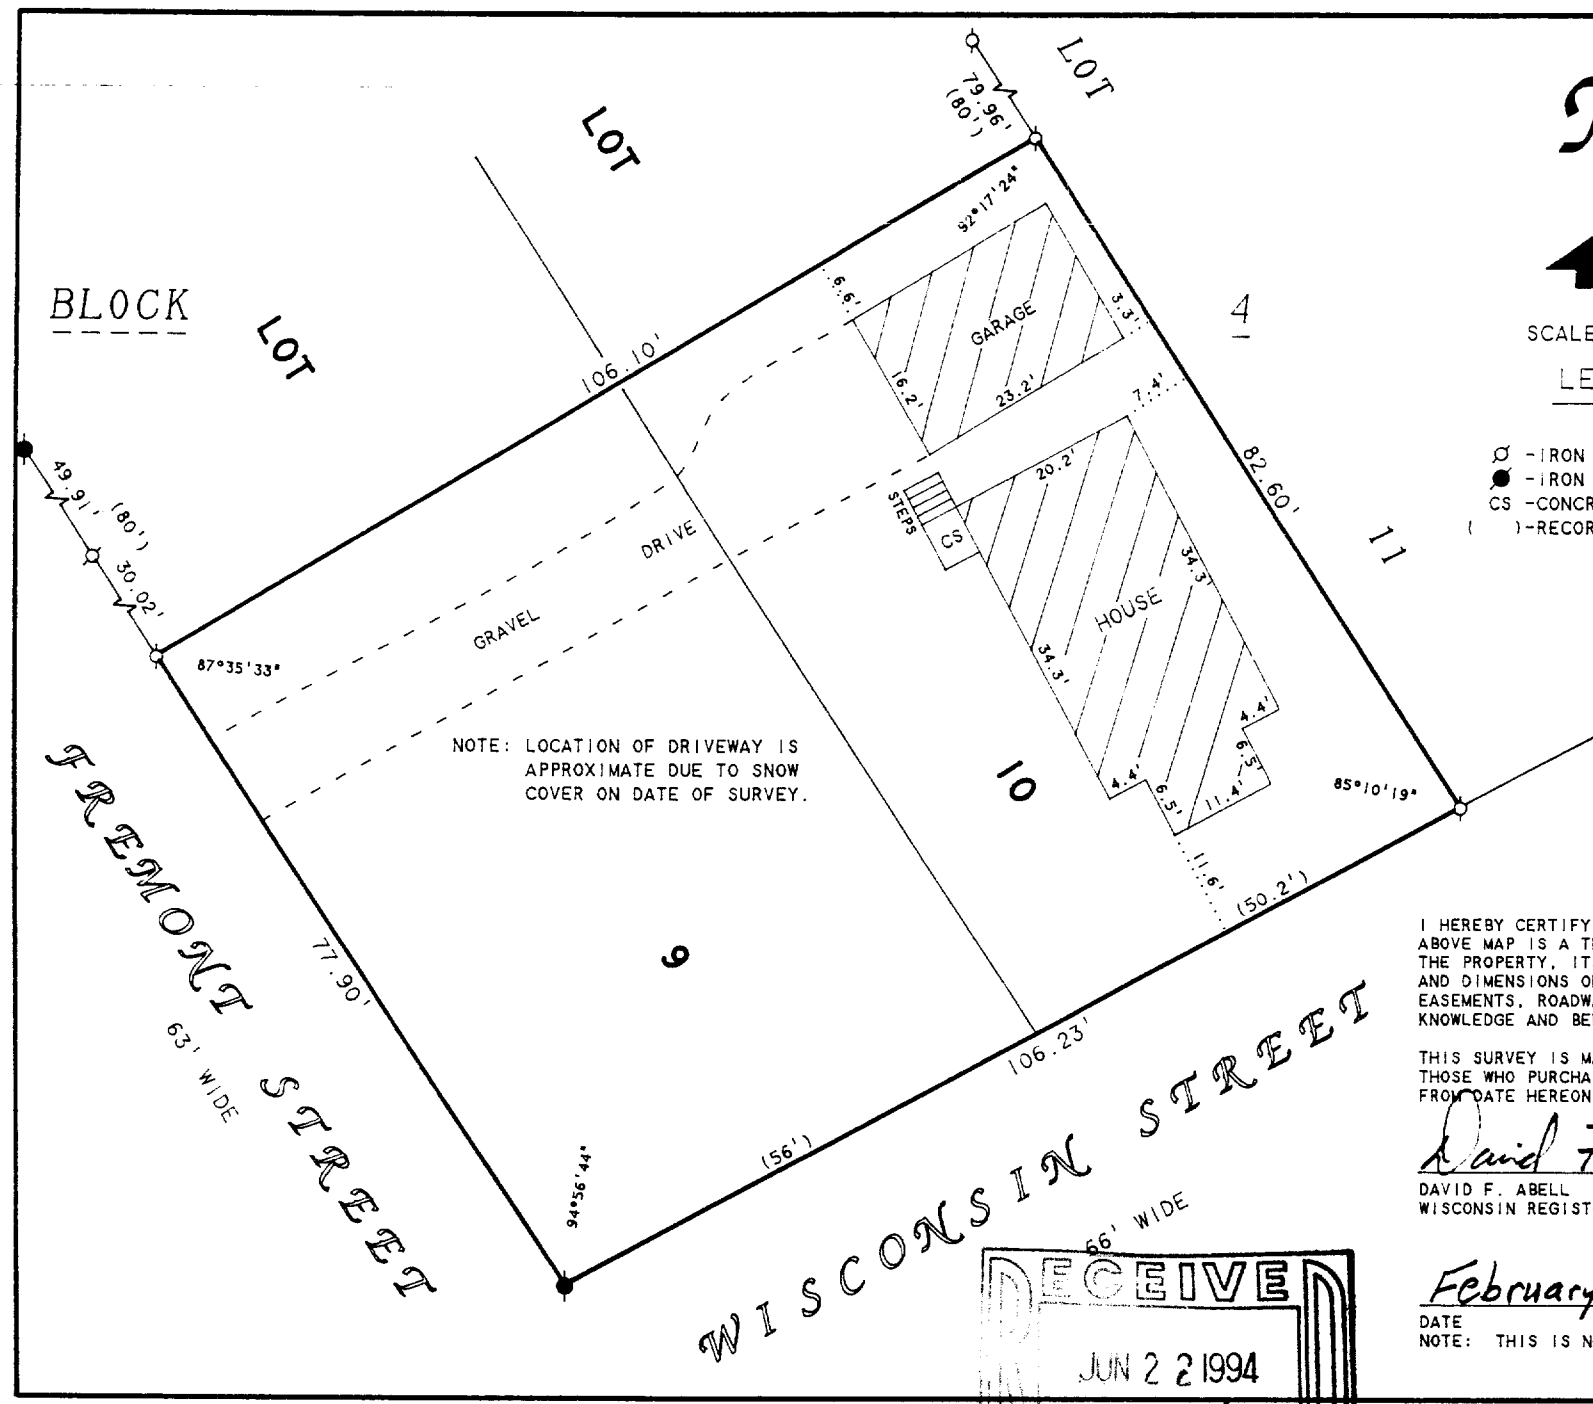 LOT
79.96'
(80')
LOT
92°17'24"
BLOCK
LOT
6.6'
GARAGE
3.3'
4
106.10'
16.2'
23.2'
7.4'
SCALE
LE
49.91'
(80')
30.02'
20.2'
82.60'
-IRON
-IRON
CS -CONCR
( )-RECOR
STEPS
CS
DRIVE
34.3'
11
HOUSE
GRAVEL
87°35'33"
34.3'
4.4'
6.5'
NOTE: LOCATION OF DRIVEWAY IS
APPROXIMATE DUE TO SNOW
COVER ON DATE OF SURVEY.
10
4.4'
6.5'
11.4'
85°10'19"
11.6'
(50.2')
FREMONT STREET
77.90'
63' WIDE
9
106.23'
(56')
94°56'44"
WISCONSIN STREET
66' WIDE
I HEREBY CERTIFY
ABOVE MAP IS A T
THE PROPERTY, IT
AND DIMENSIONS O
EASEMENTS, ROADW
KNOWLEDGE AND BE
THIS SURVEY IS M
THOSE WHO PURCHA
FROM DATE HEREON
David F
DAVID F. ABELL
WISCONSIN REGIST
February
DATE
NOTE: THIS IS N
RECEIVED
JUN 22 1994